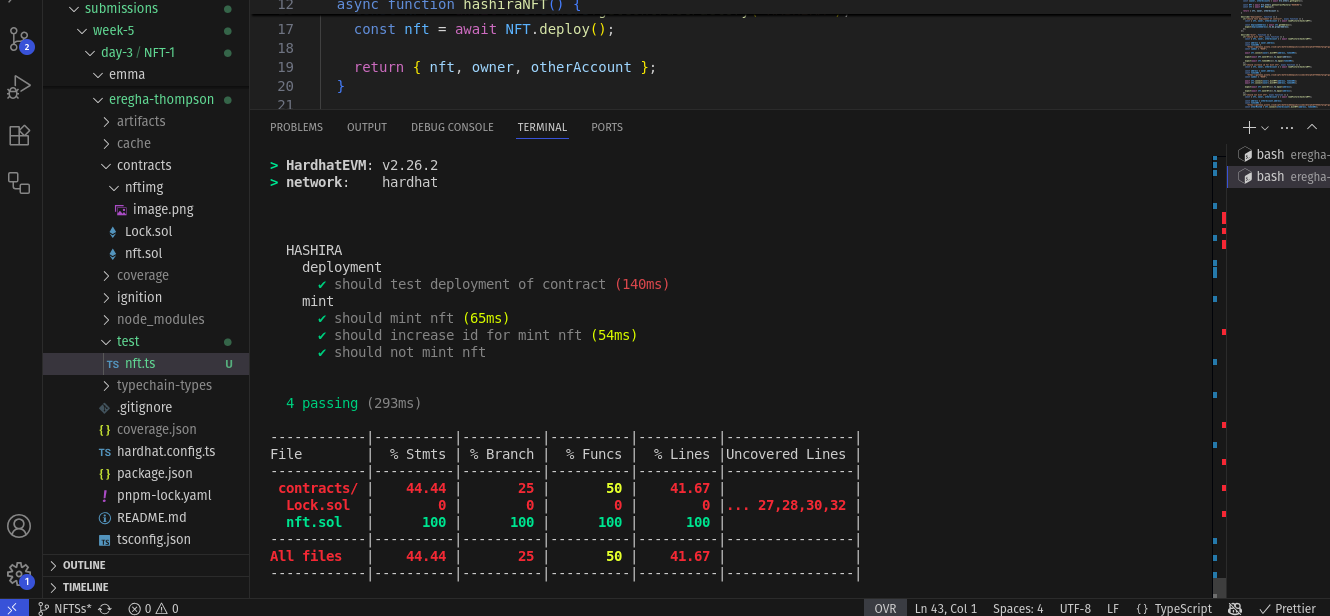 submissions
week-5
day-3 / NFT-1
emma
eregha-thompson
artifacts
cache
contracts
nftimg
image.png
Lock.sol
nft.sol
coverage
ignition
node_modules
test
TS nft.ts U
typechain-types
.gitignore
{} coverage.json
TS hardhat.config.ts
{} package.json
! pnpm-lock.yaml
README.md
TS tsconfig.json
OUTLINE
TIMELINE
2
1
12 async function hashiraNFT() {
17 const nft = await NFT.deploy();
18
19 return { nft, owner, otherAccount };
20 }
21
PROBLEMS OUTPUT DEBUG CONSOLE TERMINAL PORTS
bash eregha-
bash eregha-
> HardhatEVM: v2.26.2
> network: hardhat
HASHIRA
deployment
✔ should test deployment of contract (140ms)
mint
✔ should mint nft (65ms)
✔ should increase id for mint nft (54ms)
✔ should not mint nft
4 passing (293ms)
------------|----------|----------|----------|----------|----------------|
File | % Stmts | % Branch | % Funcs | % Lines |Uncovered Lines |
------------|----------|----------|----------|----------|----------------|
contracts/ | 44.44 | 25 | 50 | 41.67 | |
Lock.sol | 0 | 0 | 0 | 0 |... 27,28,30,32 |
nft.sol | 100 | 100 | 100 | 100 | |
------------|----------|----------|----------|----------|----------------|
All files | 44.44 | 25 | 50 | 41.67 | |
------------|----------|----------|----------|----------|----------------|
NFTSs* 0 0 OVR Ln 43, Col 1 Spaces: 4 UTF-8 LF {} TypeScript Prettier